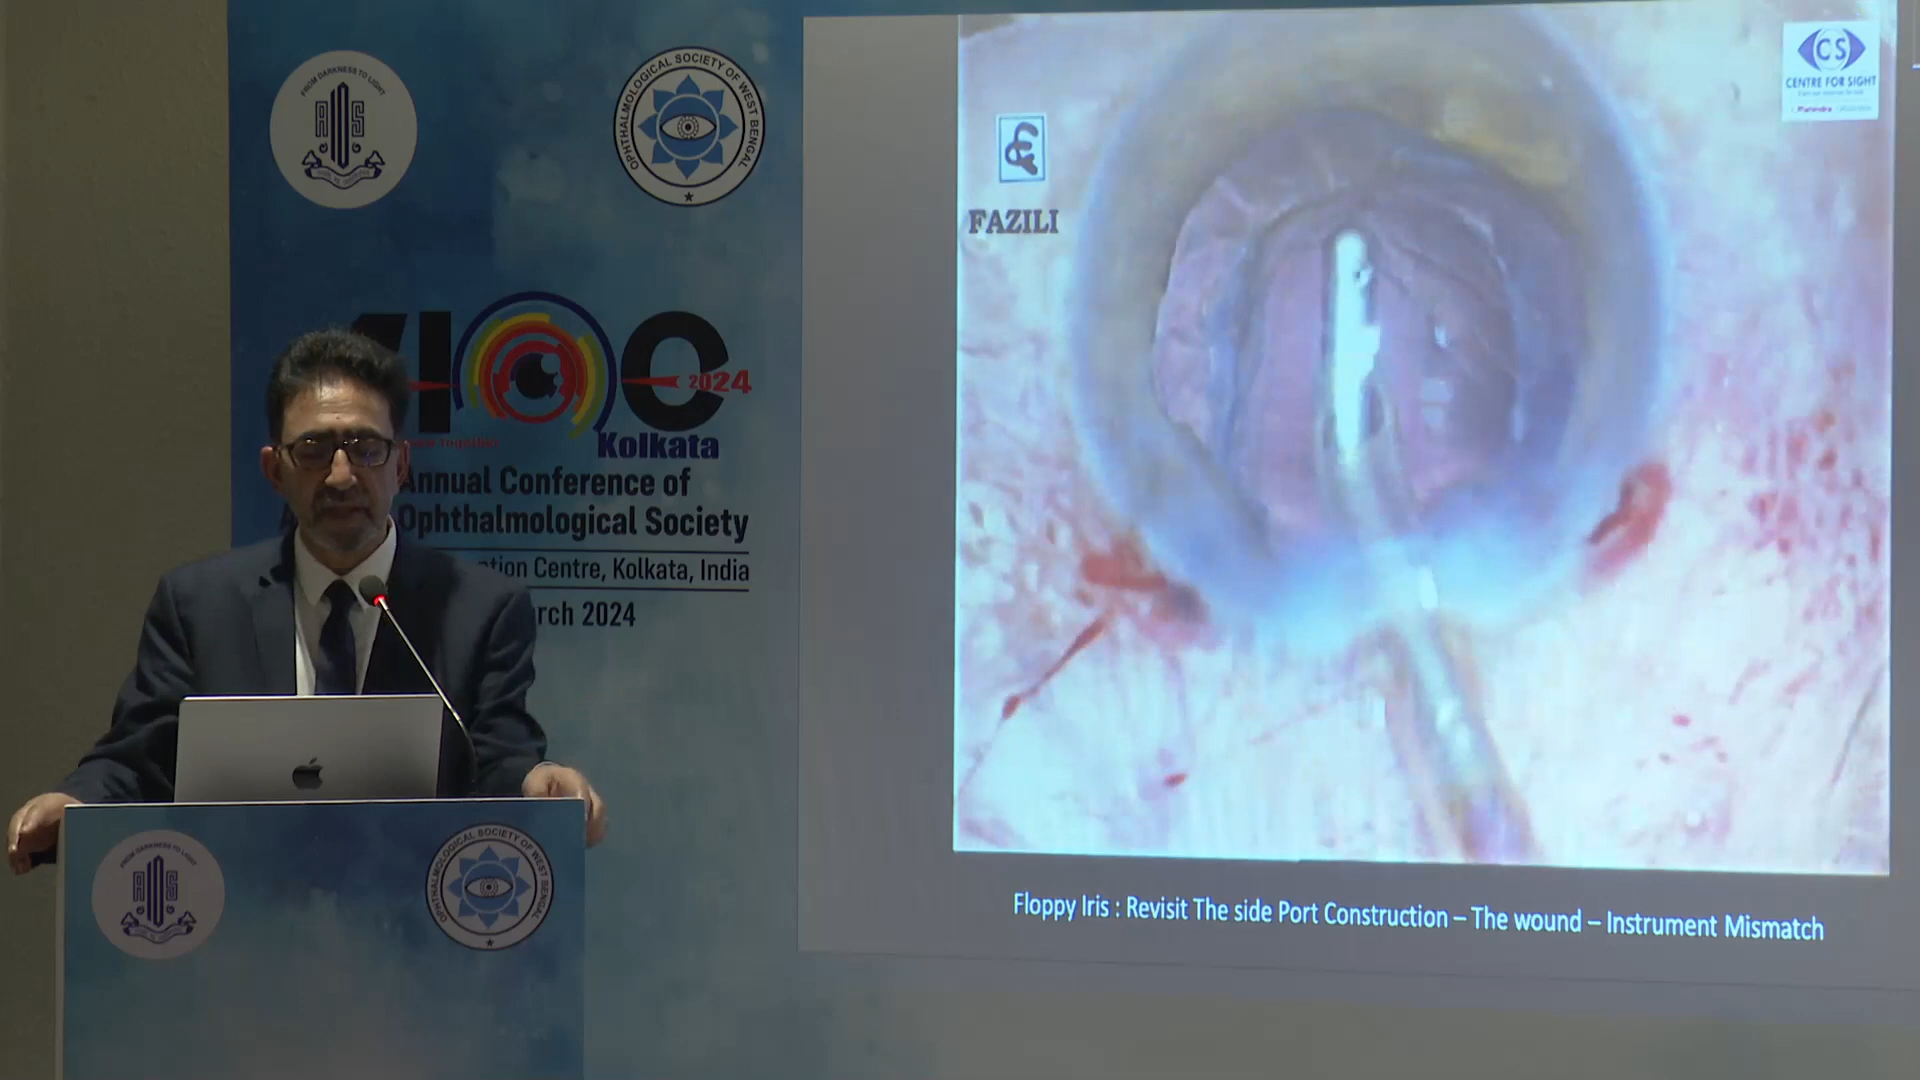 FROM DARKNESS TO LIGHT
AIOS
OPHTHALMOLOGICAL SOCIETY OF WEST BENGAL
AIOC
2024
together
Kolkata
Annual Conference of
Ophthalmological Society
Centre, Kolkata, India
2024
FAZILI
CS
CENTRE FOR SIGHT
Floppy Iris : Revisit The side Port Construction – The wound – Instrument Mismatch
FROM DARKNESS TO LIGHT
AIOS
OPHTHALMOLOGICAL SOCIETY OF WEST BENGAL